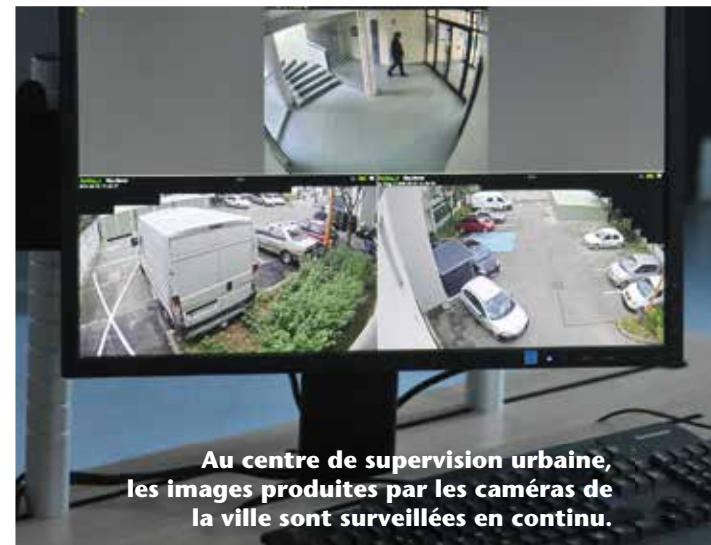 Au centre de supervision urbaine,
les images produites par les caméras de
la ville sont surveillées en continu.